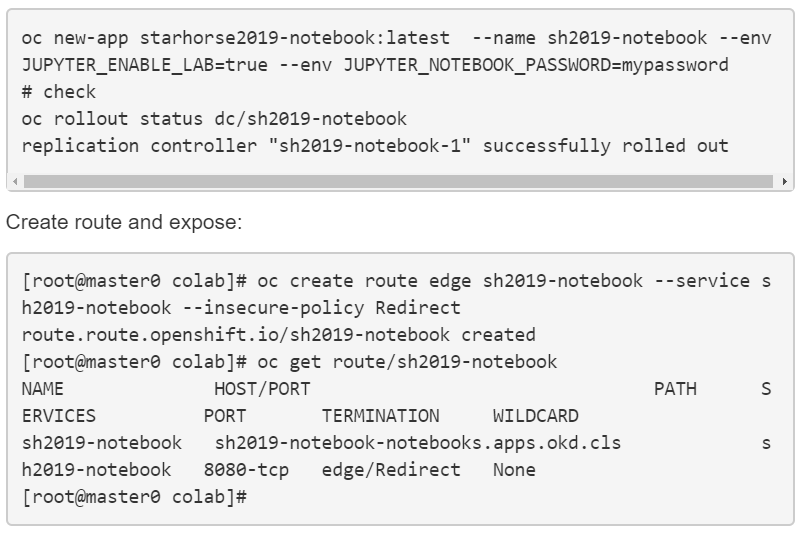 oc new-app starhorse2019-notebook:latest  --name sh2019-notebook --env
JUPYTER_ENABLE_LAB=true --env JUPYTER_NOTEBOOK_PASSWORD=mypassword
# check
oc rollout status dc/sh2019-notebook
replication controller "sh2019-notebook-1" successfully rolled out
Create route and expose:
[root@master0 colab]# oc create route edge sh2019-notebook --service s
h2019-notebook --insecure-policy Redirect
route.route.openshift.io/sh2019-notebook created
[root@master0 colab]# oc get route/sh2019-notebook
NAME              HOST/PORT                                PATH      S
ERVICES          PORT       TERMINATION     WILDCARD
sh2019-notebook   sh2019-notebook-notebooks.apps.okd.cls             s
h2019-notebook   8080-tcp   edge/Redirect   None
[root@master0 colab]#